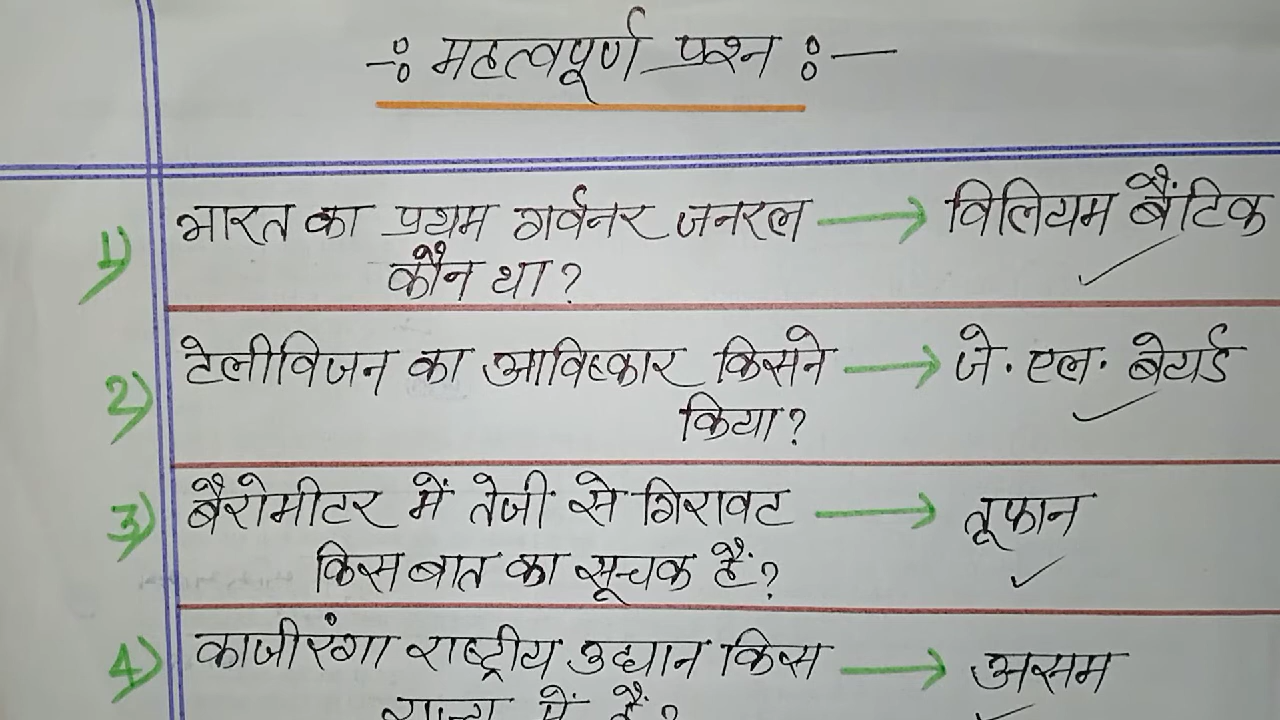 -: महत्वपूर्ण प्रश्न :-
1) भारत का प्रथम गर्वनर जनरल → विलियम बैंटिक
कौन था?
2) टेलीविजन का आविष्कार किसने → जे. एल. बेयर्ड
किया?
3) बैरोमीटर में तेजी से गिरावट → तूफान
किस बात का सूचक हैं?
4) काजीरंगा राष्ट्रीय उद्यान किस → असम
राज्य में हैं?